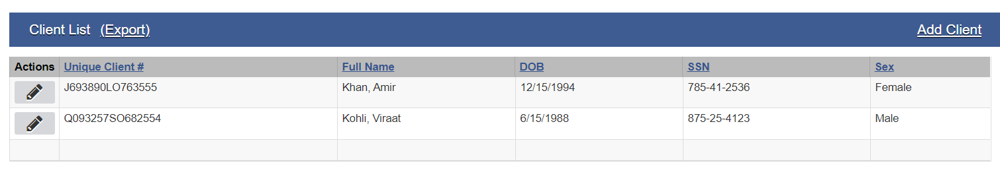 Client List (Export) Add Client
Actions Unique Client # Full Name DOB SSN Sex
J693890LO763555 Khan, Amir 12/15/1994 785-41-2536 Female
Q093257SO682554 Kohli, Viraat 6/15/1988 875-25-4123 Male